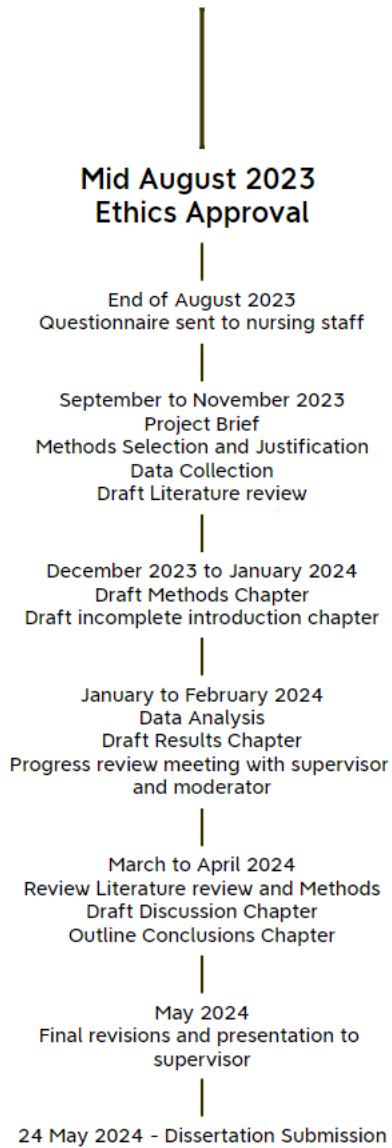 Mid August 2023
Ethics Approval
End of August 2023
Questionnaire sent to nursing staff
September to November 2023
Project Brief
Methods Selection and Justification
Data Collection
Draft Literature review
December 2023 to January 2024
Draft Methods Chapter
Draft incomplete introduction chapter
January to February 2024
Data Analysis
Draft Results Chapter
Progress review meeting with supervisor
and moderator
March to April 2024
Review Literature review and Methods
Draft Discussion Chapter
Outline Conclusions Chapter
May 2024
Final revisions and presentation to
supervisor
24 May 2024 - Dissertation Submission